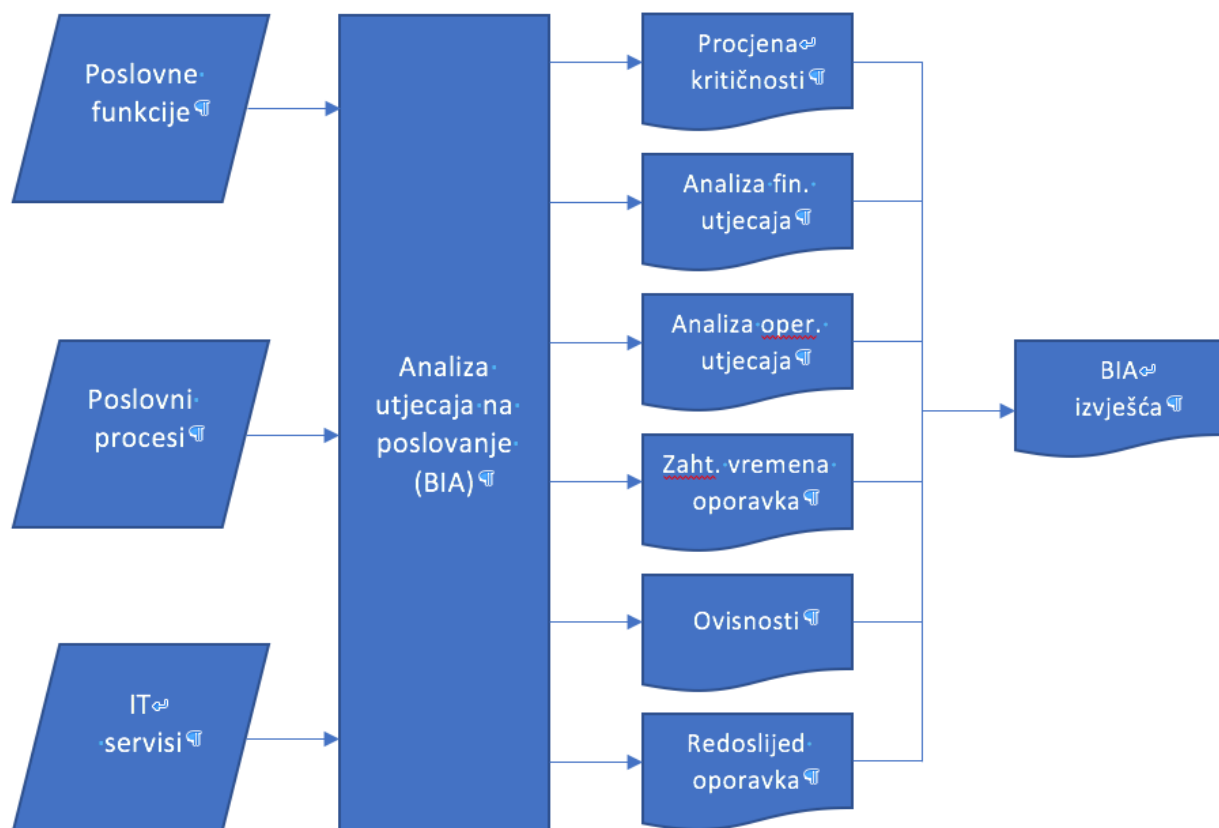 Poslovne
funkcije
Poslovni
procesi
IT
servisi
Analiza
utjecaja na
poslovanje
(BIA)
Procjena
kritičnosti
Analiza fin.
utjecaja
Analiza oper.
utjecaja
Zaht. vremena
oporavka
Ovisnosti
Redoslijed
oporavka
BIA
izvješća